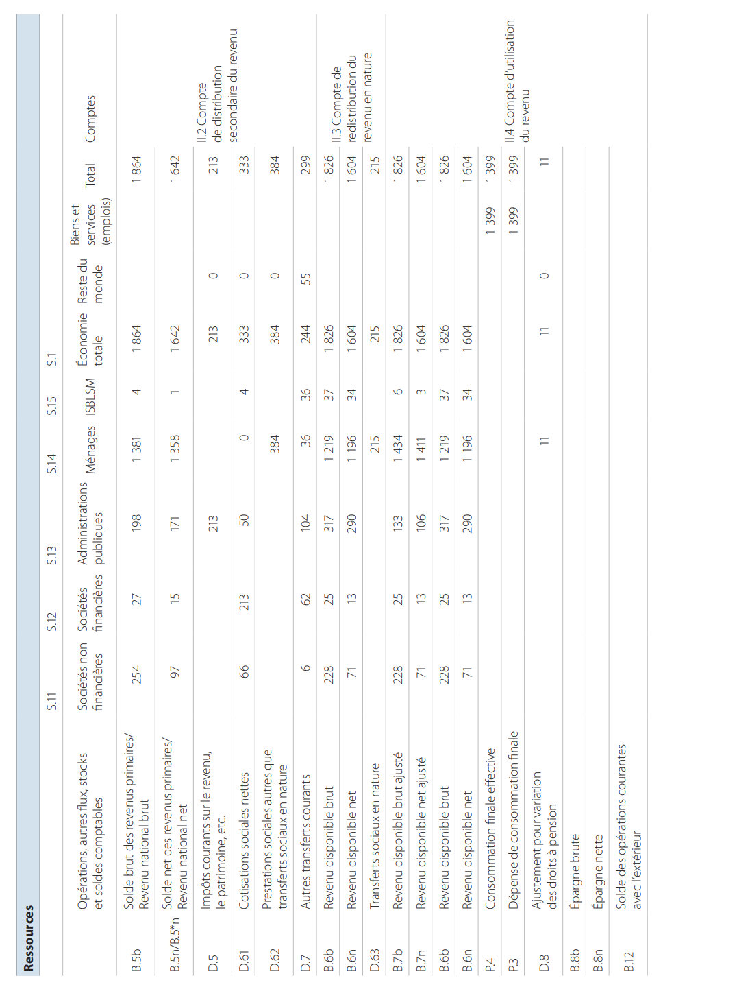 Ressources
S.11 S.12 S.13 S.14 S.15 S.1
Opérations, autres flux, stocks Sociétés non Sociétés Administrations Ménages ISBLSM Économie Reste du Biens et Total Comptes
et soldes comptables financières financières publiques totale monde services
(emplois)
B.5b Solde brut des revenus primaires/ 254 27 198 1 381 4 1 864 1 864
Revenu national brut
B.5n/B.5*n Solde net des revenus primaires/ 97 15 171 1 358 1 1 642 1 642
Revenu national net
II.2 Compte
de distribution
secondaire du revenu
D.5 Impôts courants sur le revenu, 213 213 0 213
le patrimoine, etc.
D.61 Cotisations sociales nettes 66 213 50 0 4 333 0 333
D.62 Prestations sociales autres que 384 384 0 384
transferts sociaux en nature
D.7 Autres transferts courants 6 62 104 36 36 244 55 299
B.6b Revenu disponible brut 228 25 317 1 219 37 1 826 1 826
II.3 Compte de
redistribution du
revenu en nature
B.6n Revenu disponible net 71 13 290 1 196 34 1 604 1 604
D.63 Transferts sociaux en nature 215 215 215
B.7b Revenu disponible brut ajusté 228 25 133 1 434 6 1 826 1 826
B.7n Revenu disponible net ajusté 71 13 106 1 411 3 1 604 1 604
B.6b Revenu disponible brut 228 25 317 1 219 37 1 826 1 826
B.6n Revenu disponible net 71 13 290 1 196 34 1 604 1 604
P.4 Consommation finale effective 1 399 1 399
P.3 Dépense de consommation finale 1 399 1 399
II.4 Compte d’utilisation
du revenu
D.8 Ajustement pour variation 11 11 0 11
des droits à pension
B.8b Épargne brute
B.8n Épargne nette
B.12 Solde des opérations courantes
avec l’extérieur